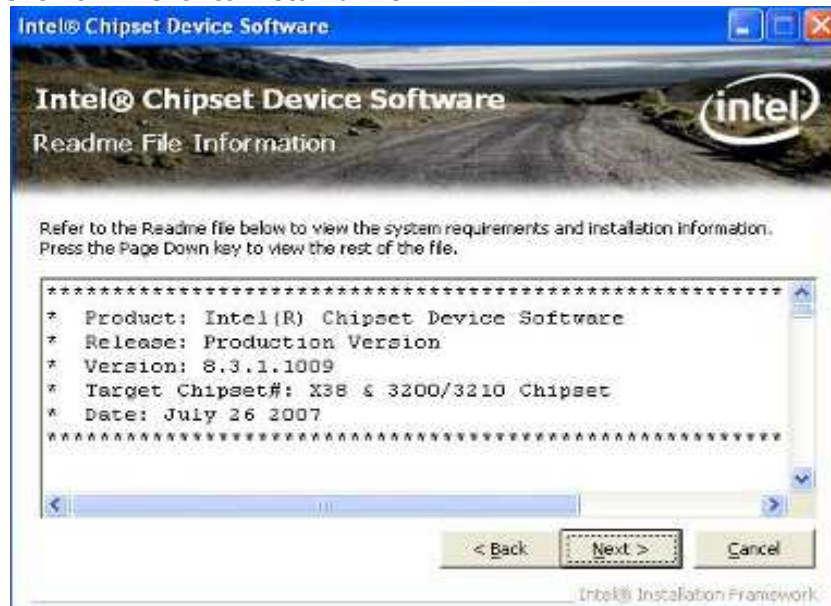 Intel® Chipset Device Software
Intel® Chipset Device Software
intel
Readme File Information
Refer to the Readme file below to view the system requirements and installation information.
Press the Page Down key to view the rest of the file.
************************************************************
* Product: Intel(R) Chipset Device Software
* Release: Production Version
* Version: 8.3.1.1009
* Target Chipset#: X38 & 3200/3210 Chipset
* Date: July 26 2007
************************************************************
< Back
Next >
Cancel
Intel® Installation Framework